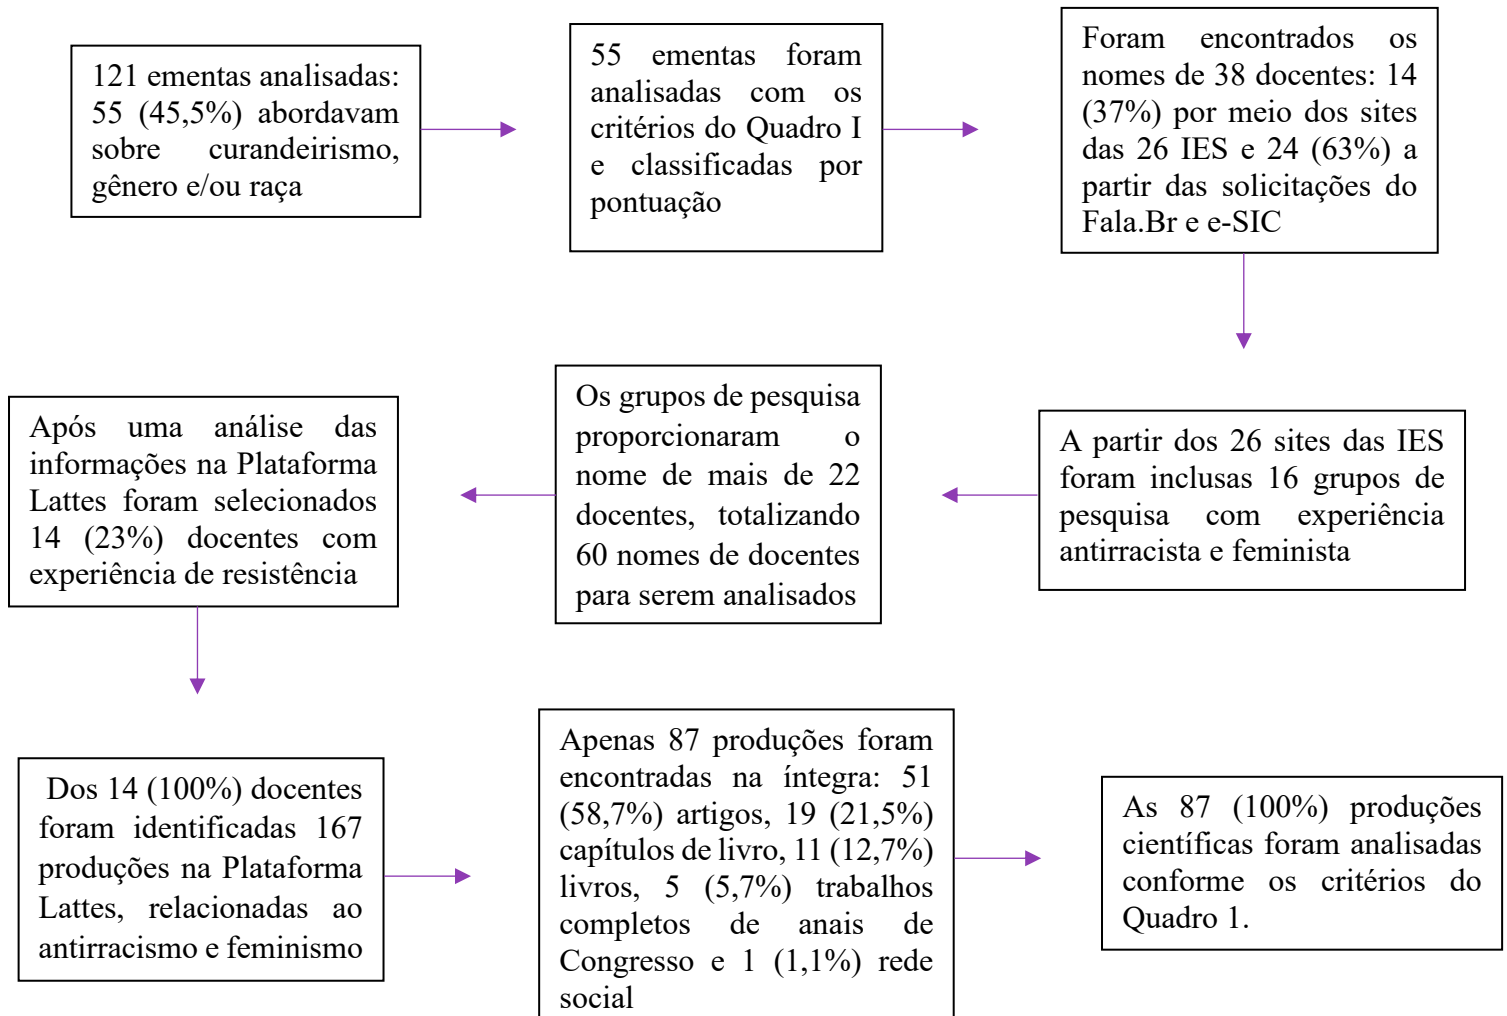 121 ementas analisadas:
55 (45,5%) abordavam
sobre curandeirismo,
gênero e/ou raça
55 ementas foram
analisadas com os
critérios do Quadro I
e classificadas por
pontuação
Foram encontrados os
nomes de 38 docentes: 14
(37%) por meio dos sites
das 26 IES e 24 (63%) a
partir das solicitações do
Fala.Br e e-SIC
A partir dos 26 sites das IES
foram inclusas 16 grupos de
pesquisa com experiência
antirracista e feminista
Os grupos de pesquisa
proporcionaram o
nome de mais de 22
docentes, totalizando
60 nomes de docentes
para serem analisados
Após uma análise das
informações na Plataforma
Lattes foram selecionados
14 (23%) docentes com
experiência de resistência
Dos 14 (100%) docentes
foram identificadas 167
produções na Plataforma
Lattes, relacionadas ao
antirracismo e feminismo
Apenas 87 produções foram
encontradas na íntegra: 51
(58,7%) artigos, 19 (21,5%)
capítulos de livro, 11 (12,7%)
livros, 5 (5,7%) trabalhos
completos de anais de
Congresso e 1 (1,1%) rede
social
As 87 (100%) produções
científicas foram analisadas
conforme os critérios do
Quadro 1.